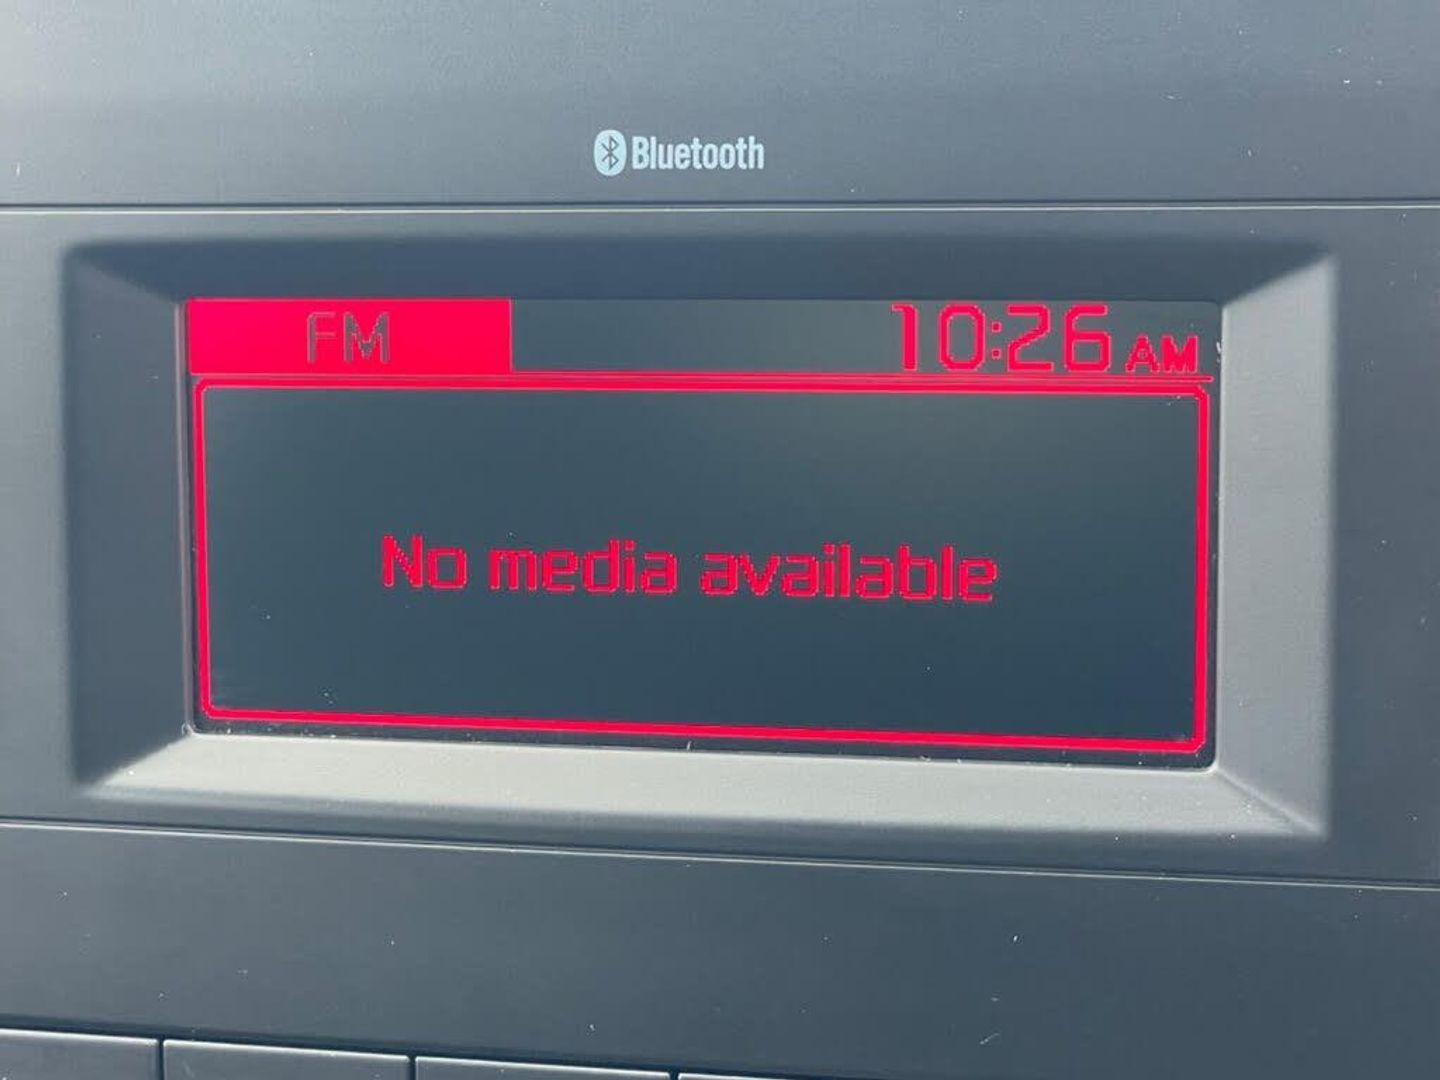 Bluetooth
FM 10:26 AM
No media available